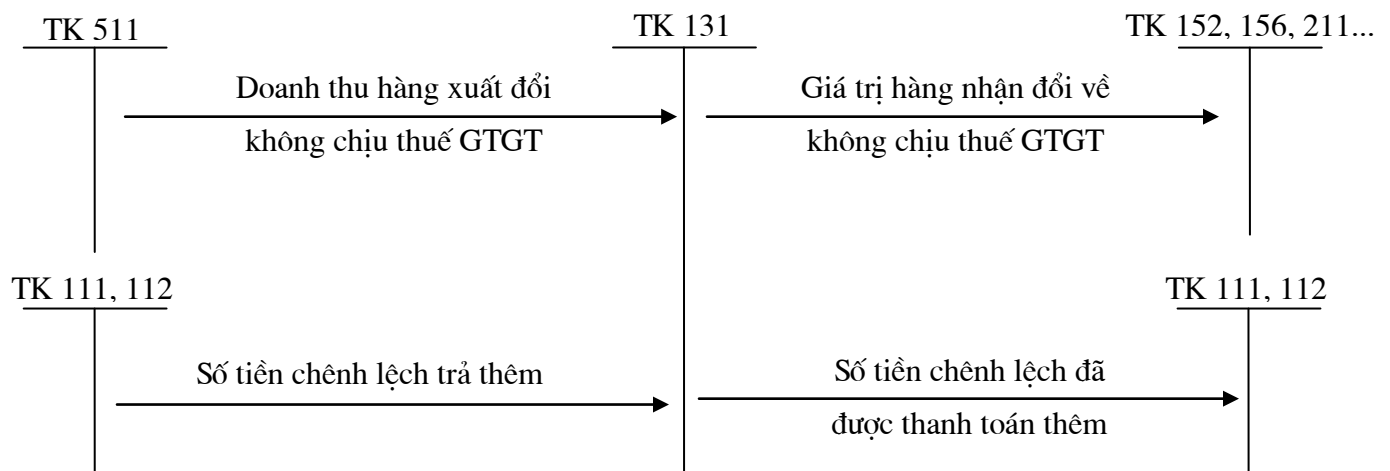 TK 511
TK 131
TK 152, 156, 211...
Doanh thu hàng xuất đổi
không chịu thuế GTGT
Giá trị hàng nhận đổi về
không chịu thuế GTGT
TK 111, 112
TK 111, 112
Số tiền chênh lệch trả thêm
Số tiền chênh lệch đã
được thanh toán thêm